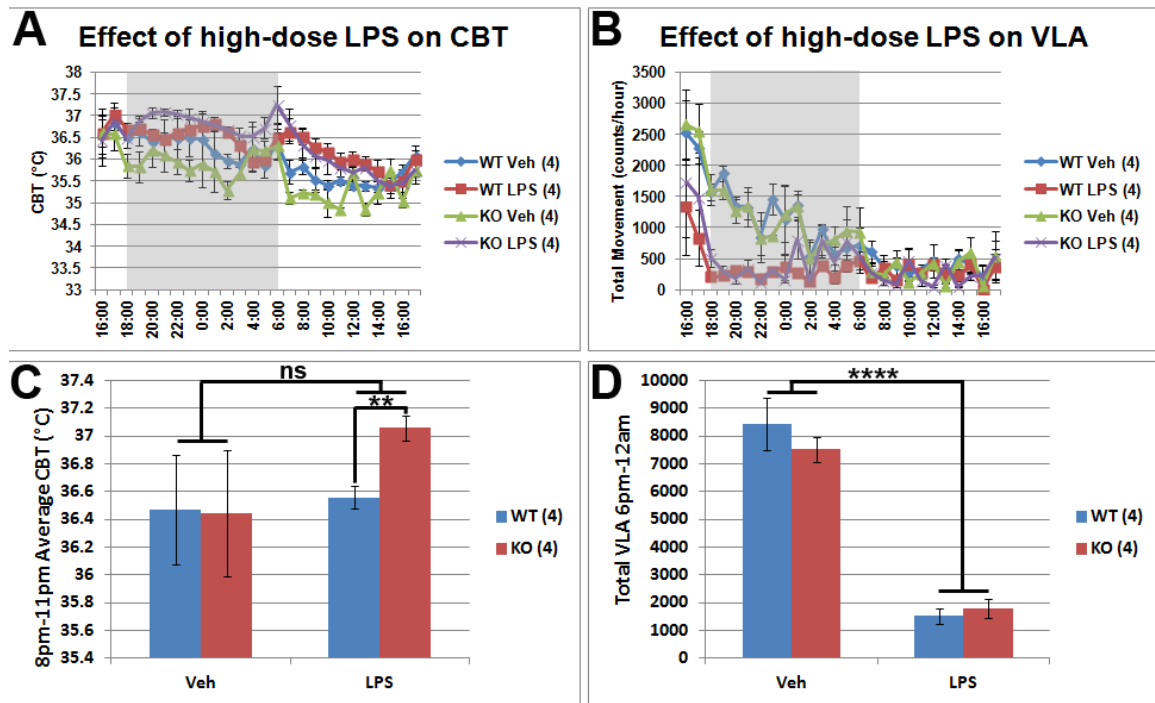 A Effect of high-dose LPS on CBT
CBT (°C)
38
37.5
37
36.5
36
35.5
35
34.5
34
33.5
33
16:00
18:00
20:00
22:00
0:00
2:00
4:00
6:00
8:00
10:00
12:00
14:00
16:00
WT Veh (4)
WT LPS (4)
KO Veh (4)
KO LPS (4)
B Effect of high-dose LPS on VLA
Total Movement (counts/hour)
3500
3000
2500
2000
1500
1000
500
0
16:00
18:00
20:00
22:00
0:00
2:00
4:00
6:00
8:00
10:00
12:00
14:00
16:00
WT Veh (4)
WT LPS (4)
KO Veh (4)
KO LPS (4)
C
8pm-11pm Average CBT (°C)
37.4
37.2
37
36.8
36.6
36.4
36.2
36
35.8
35.6
35.4
ns
**
Veh
LPS
WT (4)
KO (4)
D
Total VLA 6pm-12am
10000
9000
8000
7000
6000
5000
4000
3000
2000
1000
0
****
Veh
LPS
WT (4)
KO (4)